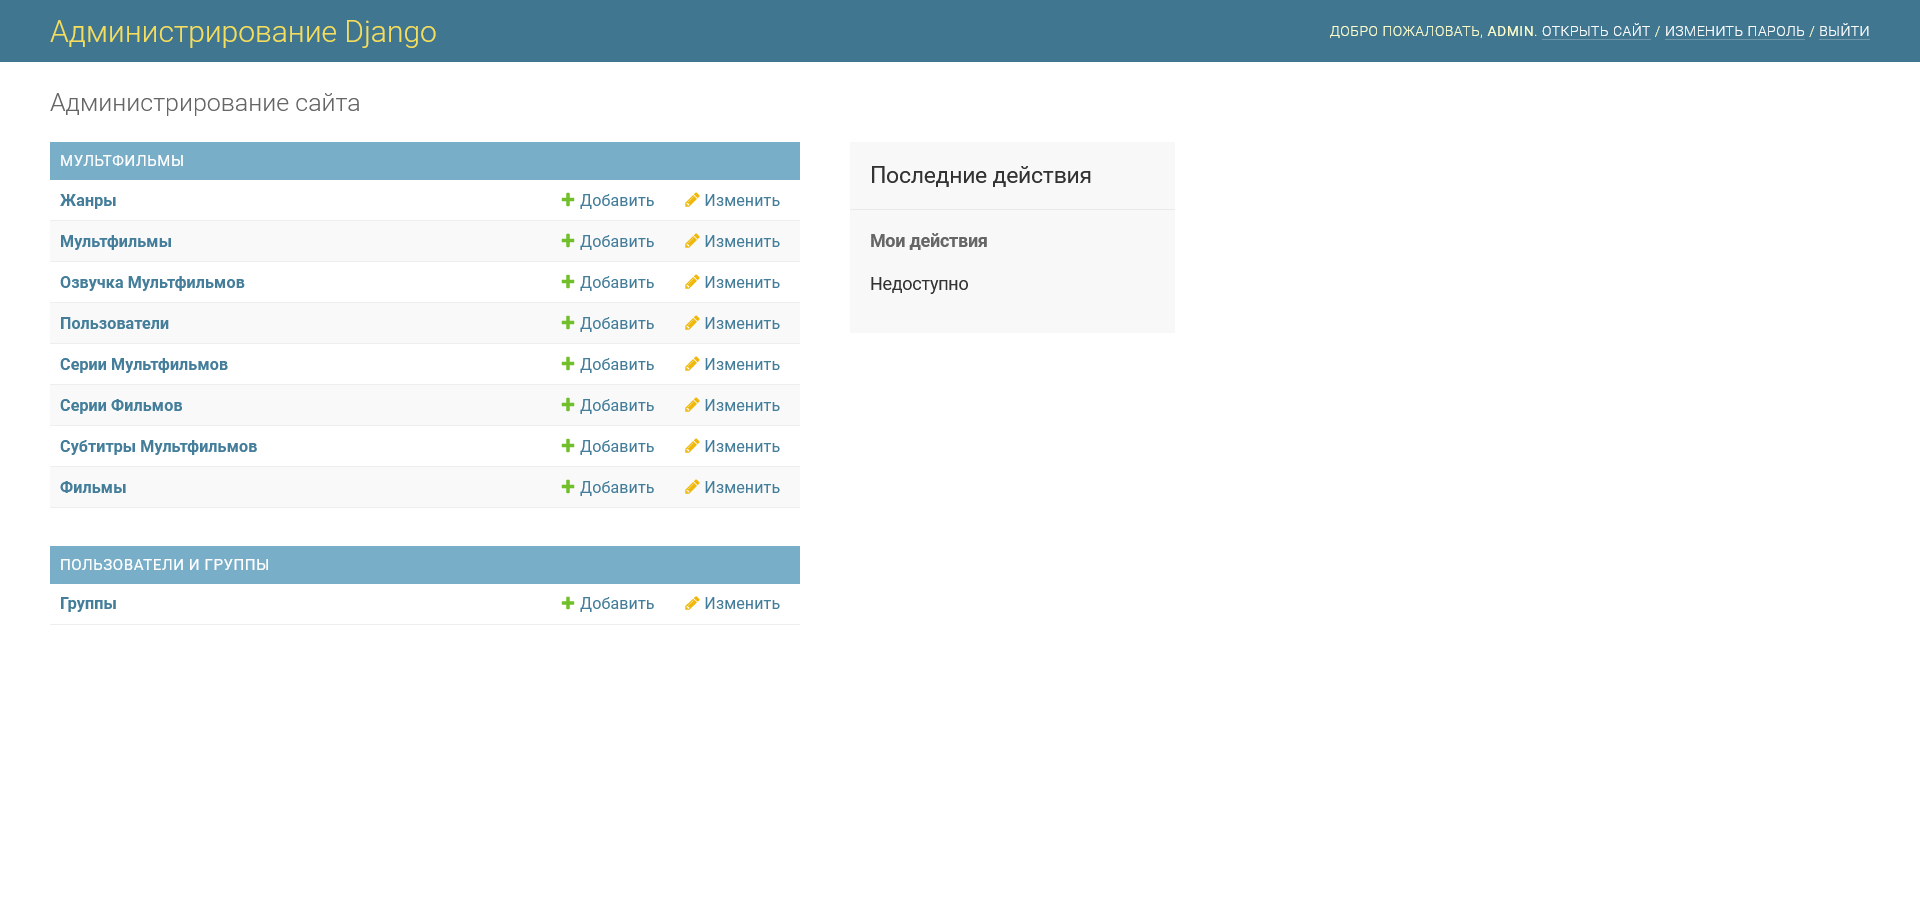 Администрирование Django
ДОБРО ПОЖАЛОВАТЬ, ADMIN. ОТКРЫТЬ САЙТ / ИЗМЕНИТЬ ПАРОЛЬ / ВЫЙТИ
Администрирование сайта
МУЛЬТФИЛЬМЫ
Жанры Добавить Изменить
Мультфильмы Добавить Изменить
Озвучка Мультфильмов Добавить Изменить
Пользователи Добавить Изменить
Серии Мультфильмов Добавить Изменить
Серии Фильмов Добавить Изменить
Субтитры Мультфильмов Добавить Изменить
Фильмы Добавить Изменить
ПОЛЬЗОВАТЕЛИ И ГРУППЫ
Группы Добавить Изменить
Последние действия
Мои действия
Недоступно